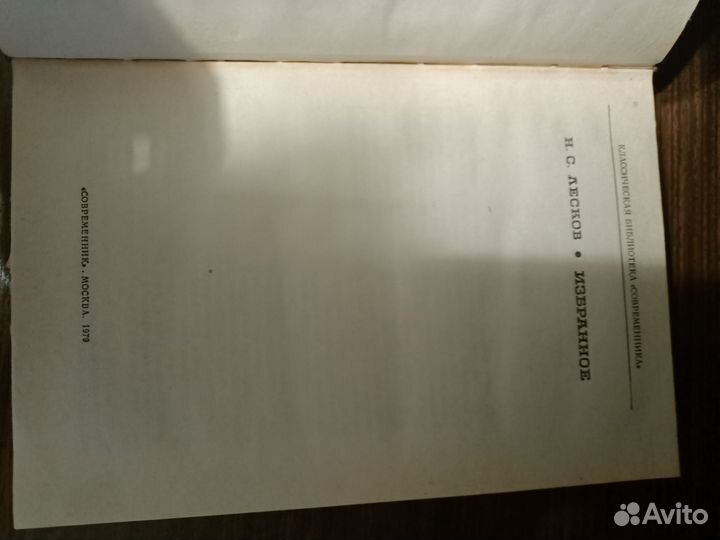 КЛАССИЧЕСКАЯ БИБЛИОТЕКА «СОВРЕМЕННИКА»
Н. С. ЛЕСКОВ • ИЗБРАННОЕ
«СОВРЕМЕННИК» · МОСКВА, 1979
Avito